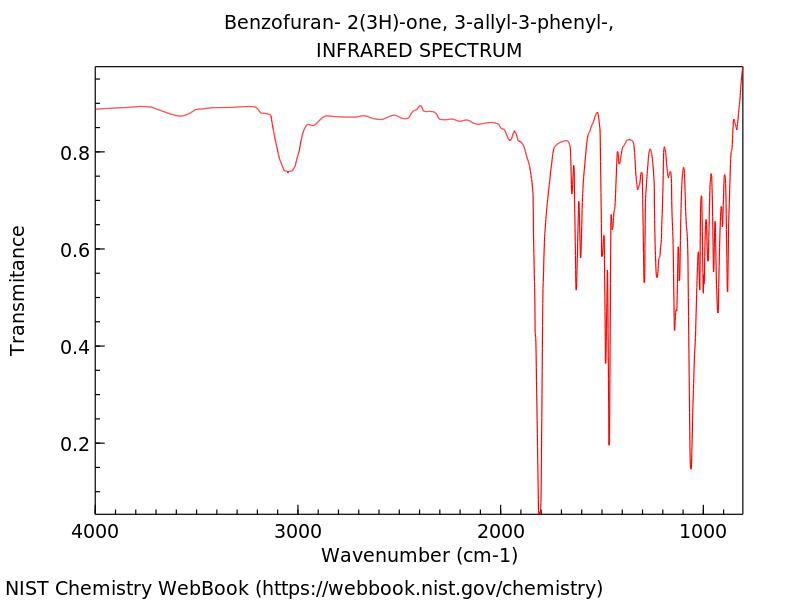 Benzofuran- 2(3H)-one, 3-allyl-3-phenyl-,
INFRARED SPECTRUM
0.8
0.6
0.4
0.2
Transmitance
4000 3000 2000 1000
Wavenumber (cm-1)
NIST Chemistry WebBook (https://webbook.nist.gov/chemistry)